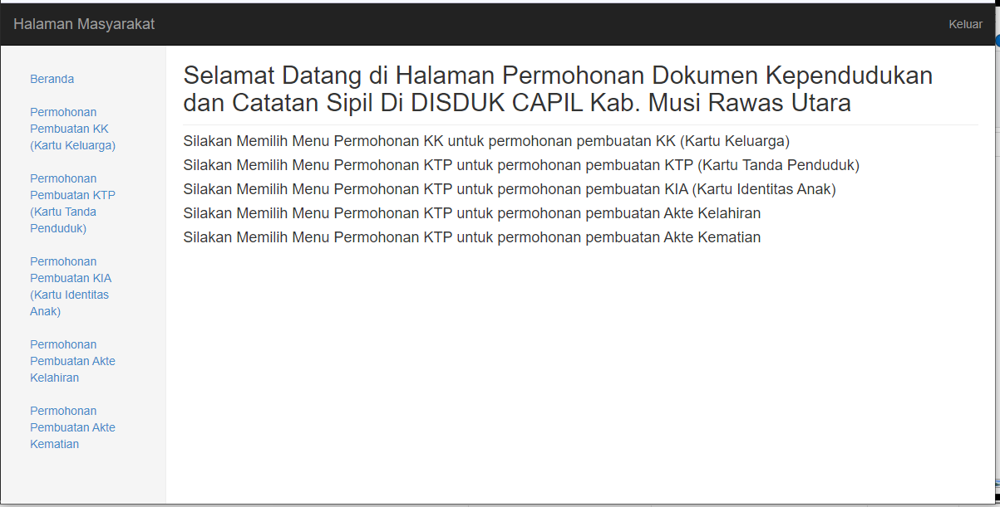 Halaman Masyarakat
Keluar
Beranda
Permohonan
Pembuatan KK
(Kartu Keluarga)
Permohonan
Pembuatan KTP
(Kartu Tanda
Penduduk)
Permohonan
Pembuatan KIA
(Kartu Identitas
Anak)
Permohonan
Pembuatan Akte
Kelahiran
Permohonan
Pembuatan Akte
Kematian
Selamat Datang di Halaman Permohonan Dokumen Kependudukan
dan Catatan Sipil Di DISDUK CAPIL Kab. Musi Rawas Utara
Silakan Memilih Menu Permohonan KK untuk permohonan pembuatan KK (Kartu Keluarga)
Silakan Memilih Menu Permohonan KTP untuk permohonan pembuatan KTP (Kartu Tanda Penduduk)
Silakan Memilih Menu Permohonan KTP untuk permohonan pembuatan KIA (Kartu Identitas Anak)
Silakan Memilih Menu Permohonan KTP untuk permohonan pembuatan Akte Kelahiran
Silakan Memilih Menu Permohonan KTP untuk permohonan pembuatan Akte Kematian